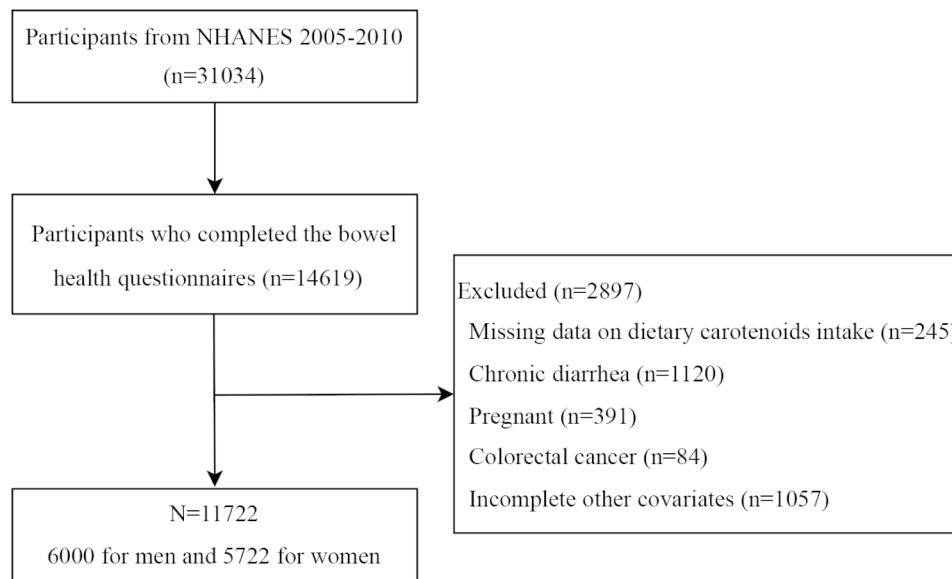 Participants from NHANES 2005-2010
(n=31034)
Participants who completed the bowel
health questionnaires (n=14619)
Excluded (n=2897)
Missing data on dietary carotenoids intake (n=245)
Chronic diarrhea (n=1120)
Pregnant (n=391)
Colorectal cancer (n=84)
Incomplete other covariates (n=1057)
N=11722
6000 for men and 5722 for women